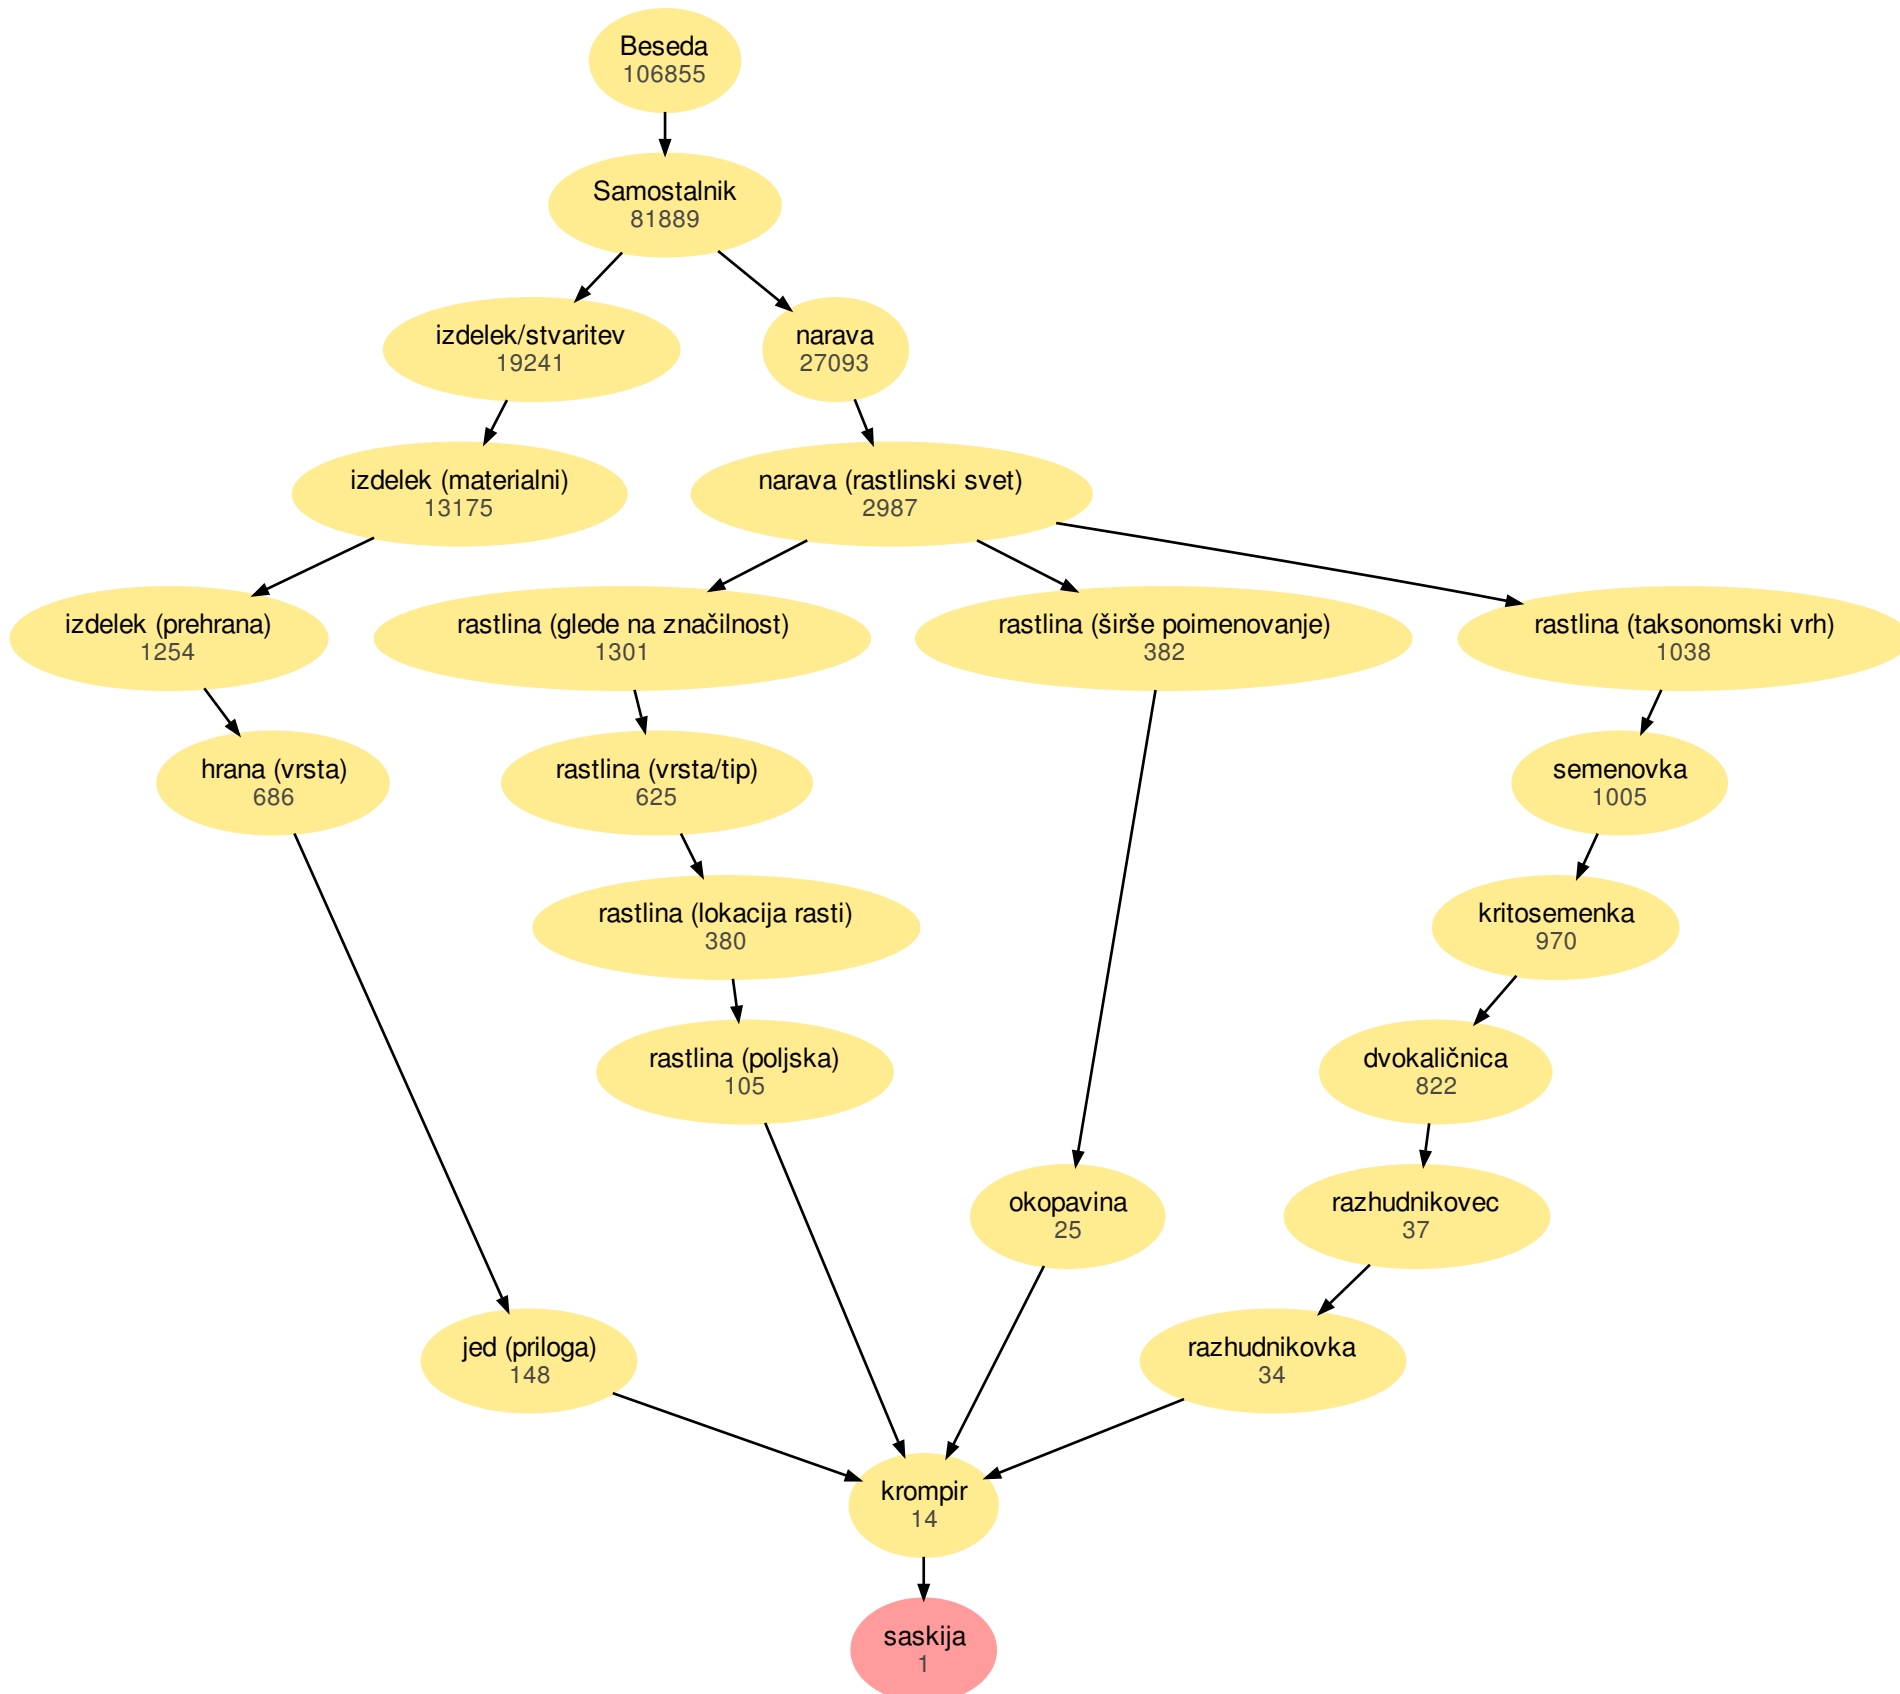 Beseda
106855
Samostalnik
81889
izdelek/stvaritev
19241
narava
27093
izdelek (materialni)
13175
narava (rastlinski svet)
2987
izdelek (prehrana)
1254
rastlina (glede na značilnost)
1301
rastlina (širše poimenovanje)
382
rastlina (taksonomski vrh)
1038
hrana (vrsta)
686
rastlina (vrsta/tip)
625
semenovka
1005
rastlina (lokacija rasti)
380
kritosemenka
970
rastlina (poljska)
105
dvokaličnica
822
okopavina
25
razhudnikovec
37
jed (priloga)
148
razhudnikovka
34
krompir
14
saskija
1